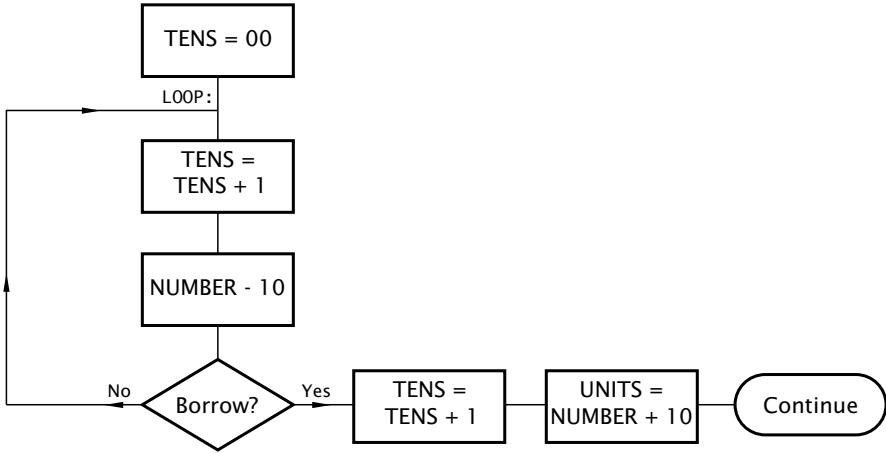 TENS = 00
LOOP:
TENS =
TENS + 1
NUMBER - 10
No
Borrow?
Yes
TENS =
TENS + 1
UNITS =
NUMBER + 10
Continue